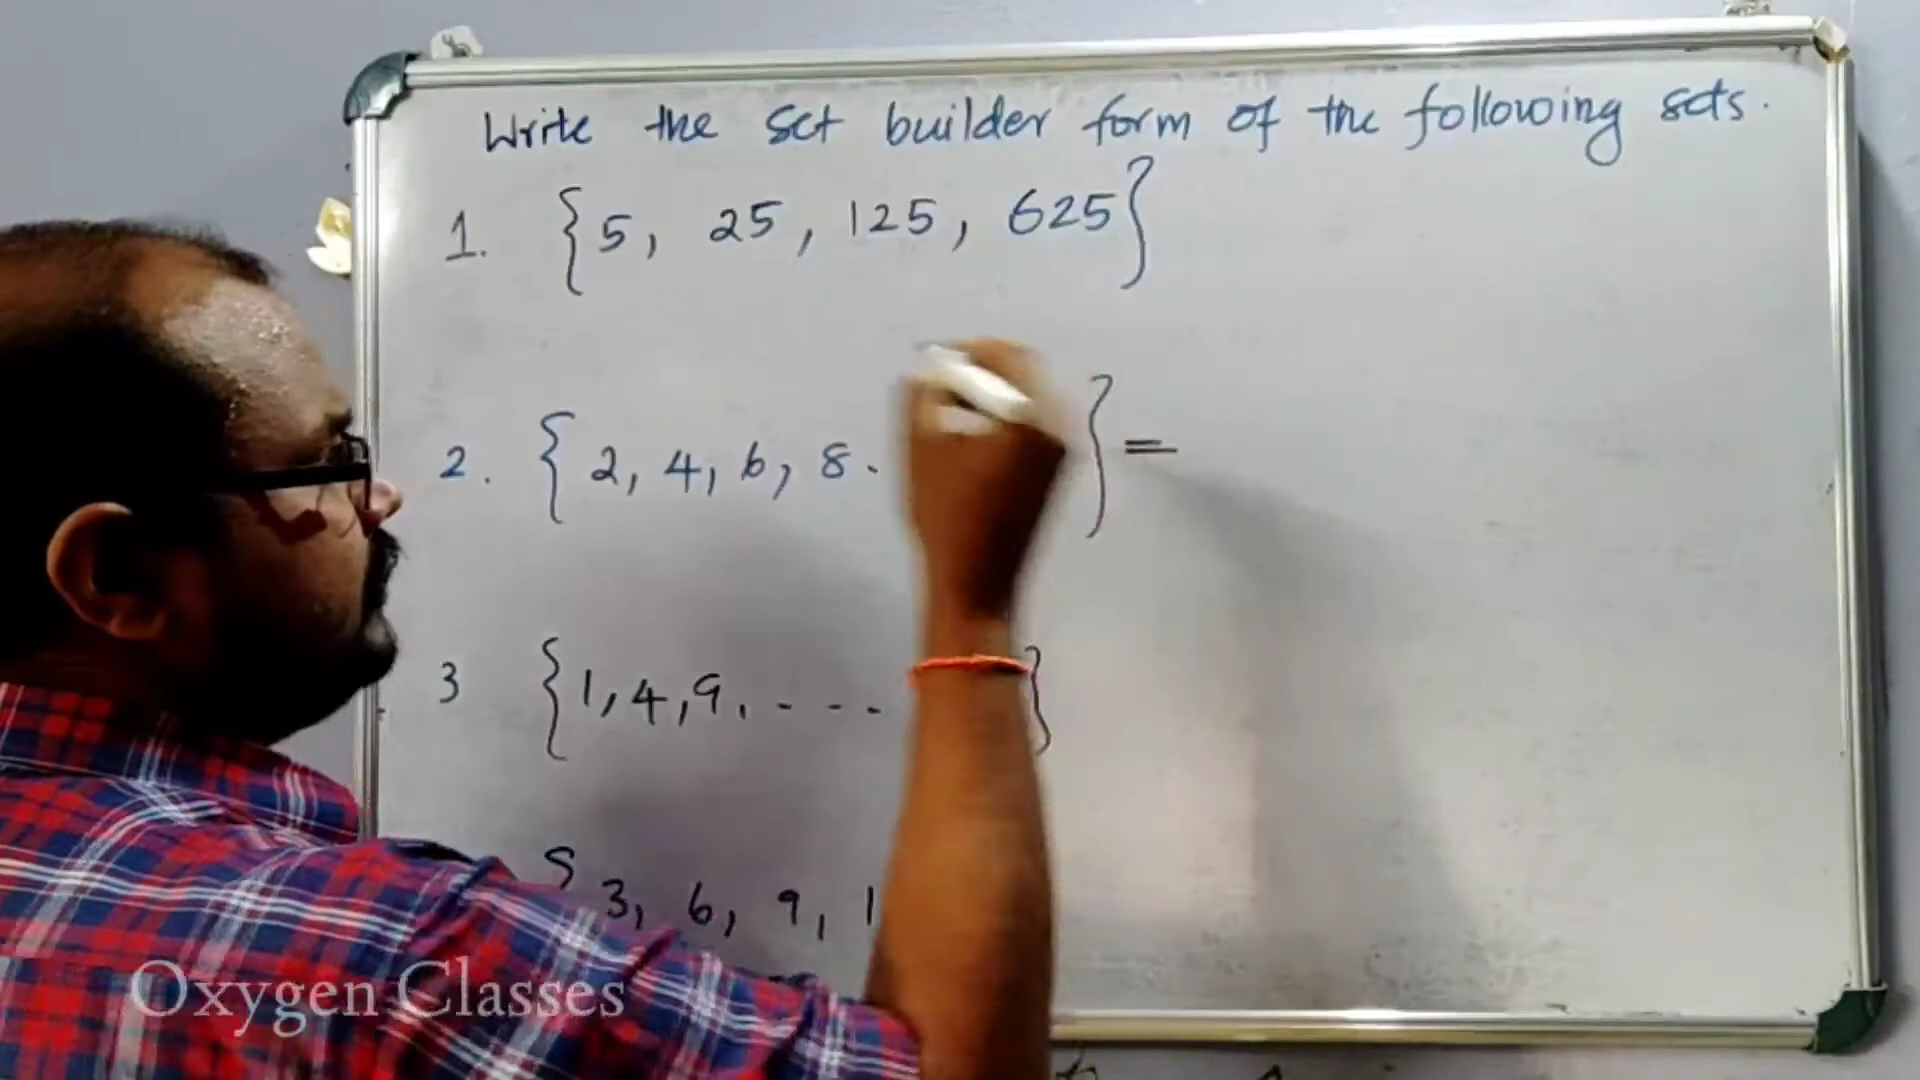 Write the set builder form of the following sets.
1. {5, 25, 125, 625}
2. {2, 4, 6, 8. } =
3 {1, 4, 9, . - - - }
{3, 6, 9, 1
Oxygen Classes